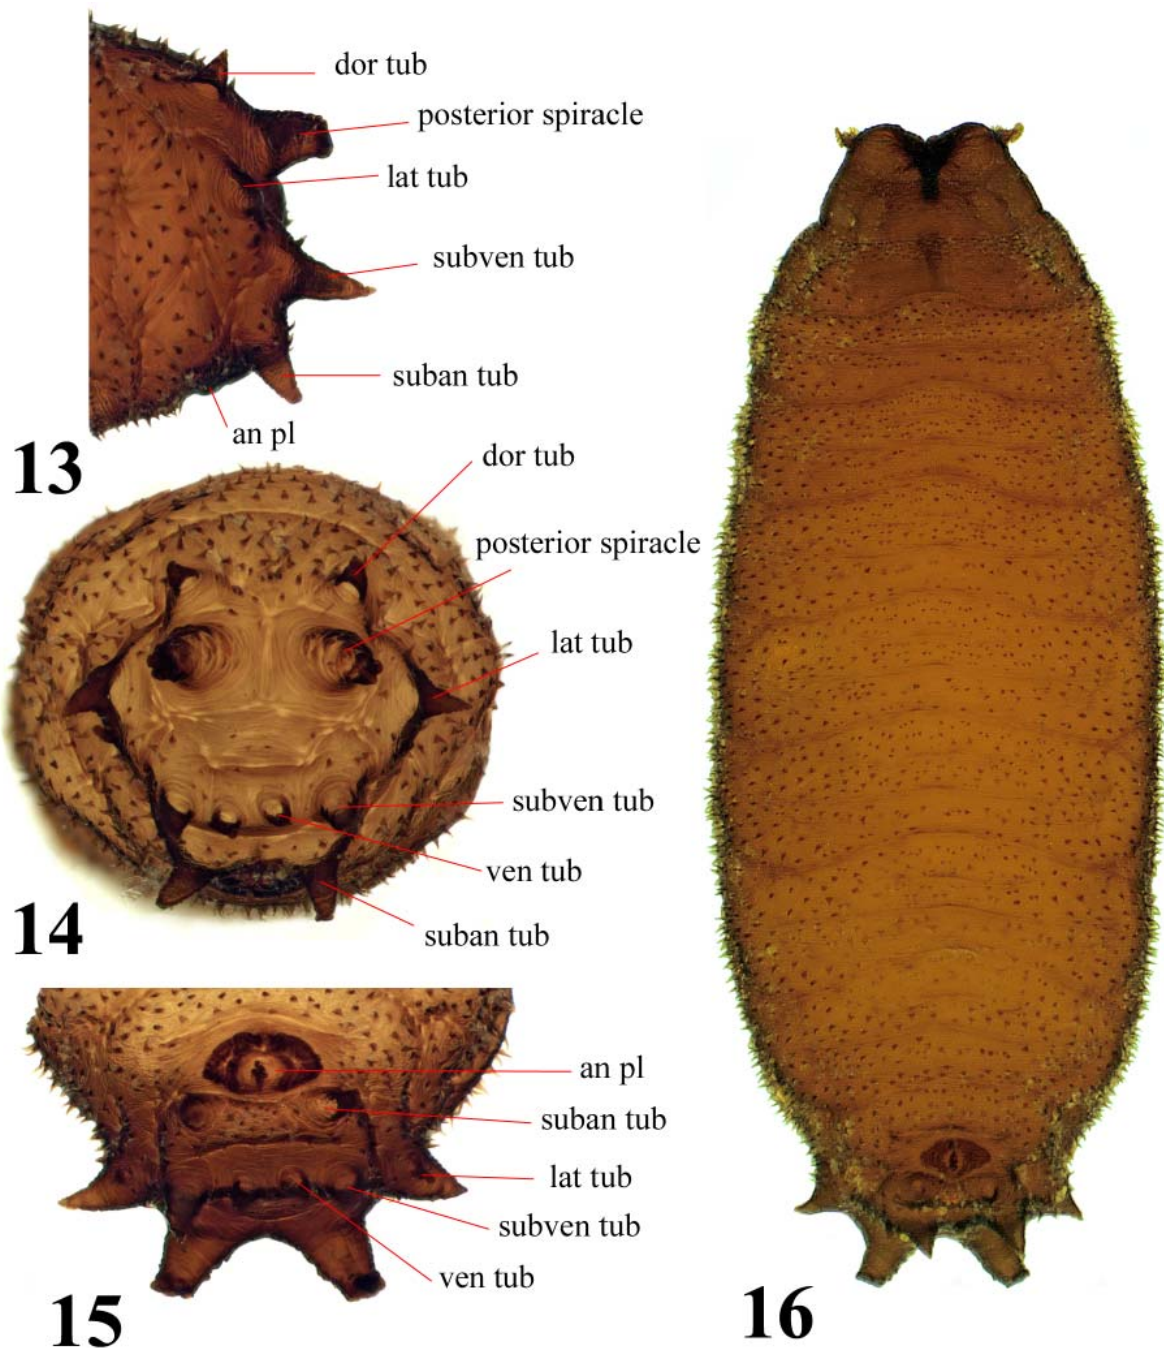 dor tub
posterior spiracle
lat tub
subven tub
suban tub
an pl
13
dor tub
posterior spiracle
lat tub
subven tub
ven tub
suban tub
14
an pl
suban tub
lat tub
subven tub
ven tub
15
16